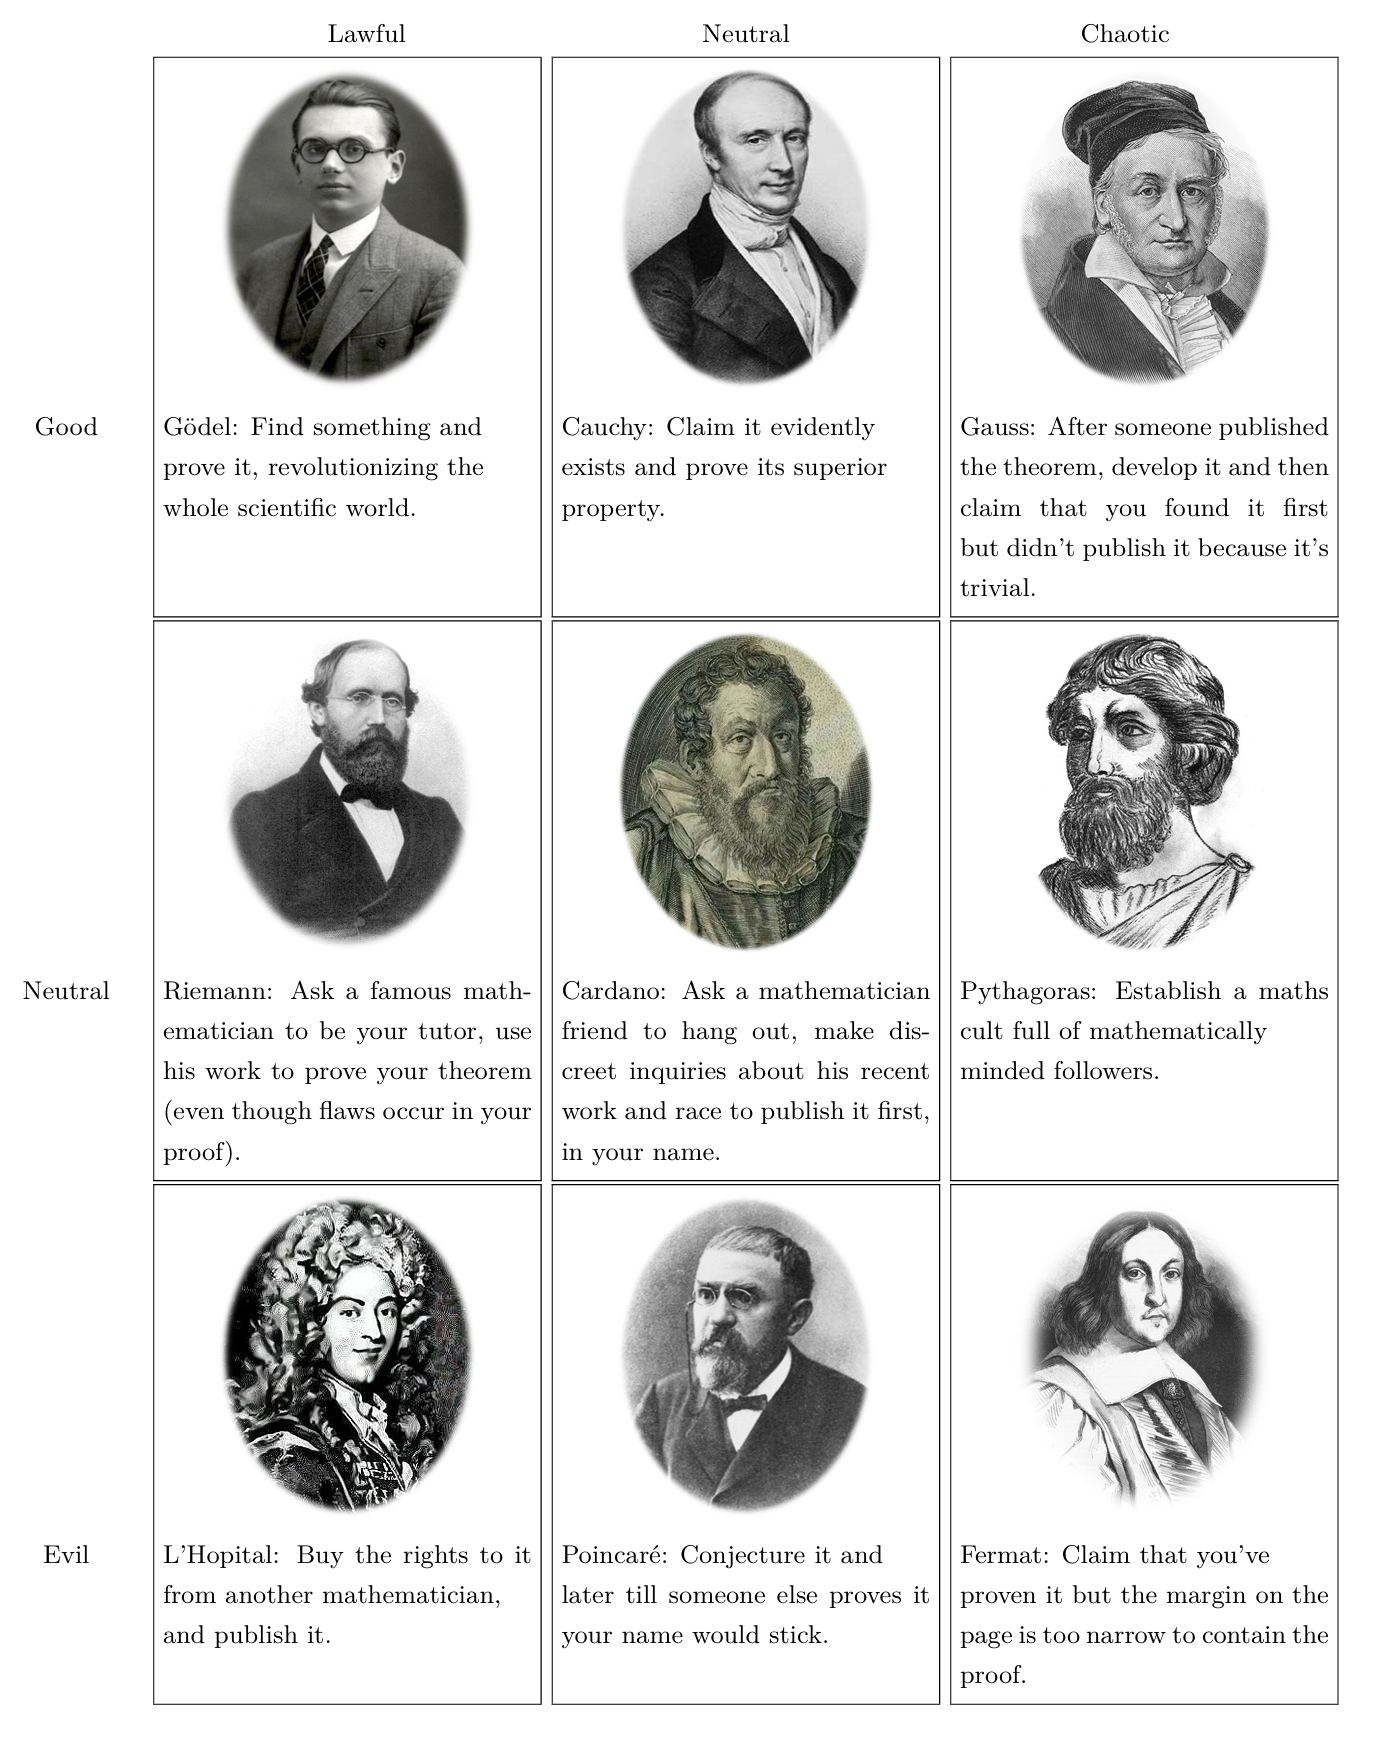 Lawful
Neutral
Chaotic
Good
Gödel: Find something and
prove it, revolutionizing the
whole scientific world.
Cauchy: Claim it evidently
exists and prove its superior
property.
Gauss: After someone published
the theorem, develop it and then
claim that you found it first
but didn't publish it because it's
trivial.
Neutral
Riemann: Ask a famous math-
ematician to be your tutor, use
his work to prove your theorem
(even though flaws occur in your
proof).
Cardano: Ask a mathematician
friend to hang out, make dis-
creet inquiries about his recent
work and race to publish it first,
in your name.
Pythagoras: Establish a maths
cult full of mathematically
minded followers.
Evil
L'Hopital: Buy the rights to it
from another mathematician,
and publish it.
Poincaré: Conjecture it and
later till someone else proves it
your name would stick.
Fermat: Claim that you've
proven it but the margin on the
page is too narrow to contain the
proof.